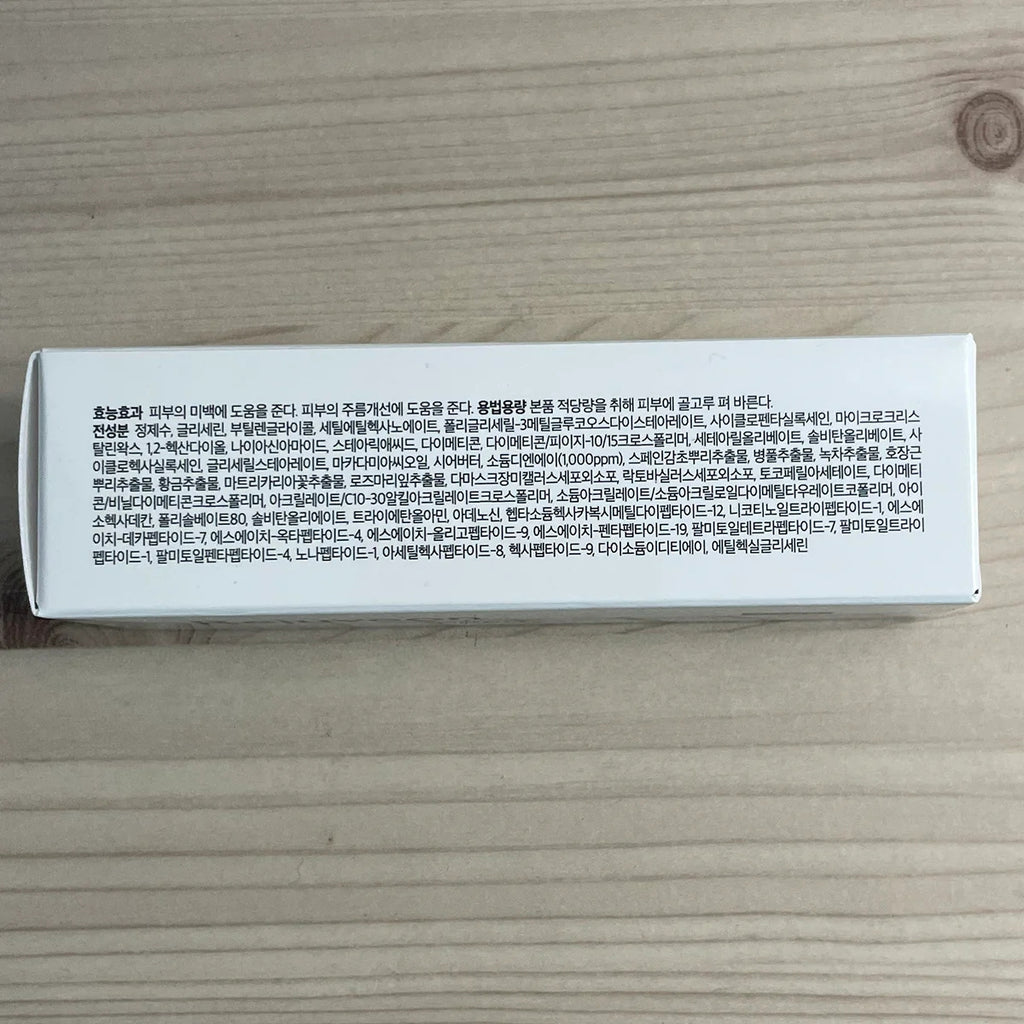 효능효과 피부의 미백에 도움을 준다. 피부의 주름개선에 도움을 준다. 용법용량 본품 적당량을 취해 피부에 골고루 펴 바른다.
전성분 정제수, 글리세린, 부틸렌글라이콜, 세틸에틸헥사노에이트, 폴리글리세릴-3메틸글루코오스다이스테아레이트, 사이클로펜타실록세인, 마이크로크리스
탈린왁스, 1,2-헥산다이올, 나이아신아마이드, 스테아릭애씨드, 다이메티콘, 다이메티콘/피이지-10/15크로스폴리머, 세테아릴올리베이트, 솔비탄올리베이트, 사
이클로헥사실록세인, 글리세릴스테아레이트, 마카다미아씨오일, 시어버터, 소듐디엔에이(1,000ppm), 스페인감초뿌리추출물, 병풀추출물, 녹차추출물, 호장근
뿌리추출물, 황금추출물, 마트리카리아꽃추출물, 로즈마리잎추출물, 다마스크장미캘러스세포외소포, 락토바실러스세포외소포, 토코페릴아세테이트, 다이메티
콘/비닐다이메티콘크로스폴리머, 아크릴레이트/C10-30알킬아크릴레이트크로스폴리머, 소듐아크릴레이트/소듐아크릴로일다이메틸타우레이트코폴리머, 아이
소헥사데칸, 폴리솔베이트80, 솔비탄올리에이트, 트라이에탄올아민, 아데노신, 헵타소듐헥사카복시메틸다이펩타이드-12, 니코티노일트라이펩타이드-1, 에스에
이치-데카펩타이드-7, 에스에이치-옥타펩타이드-4, 에스에이치-올리고펩타이드-9, 에스에이치-펜타펩타이드-19, 팔미토일테트라펩타이드-7, 팔미토일트라이
펩타이드-1, 팔미토일펜타펩타이드-4, 노나펩타이드-1, 아세틸헥사펩타이드-8, 헥사펩타이드-9, 다이소듐이디티에이, 에틸헥실글리세린